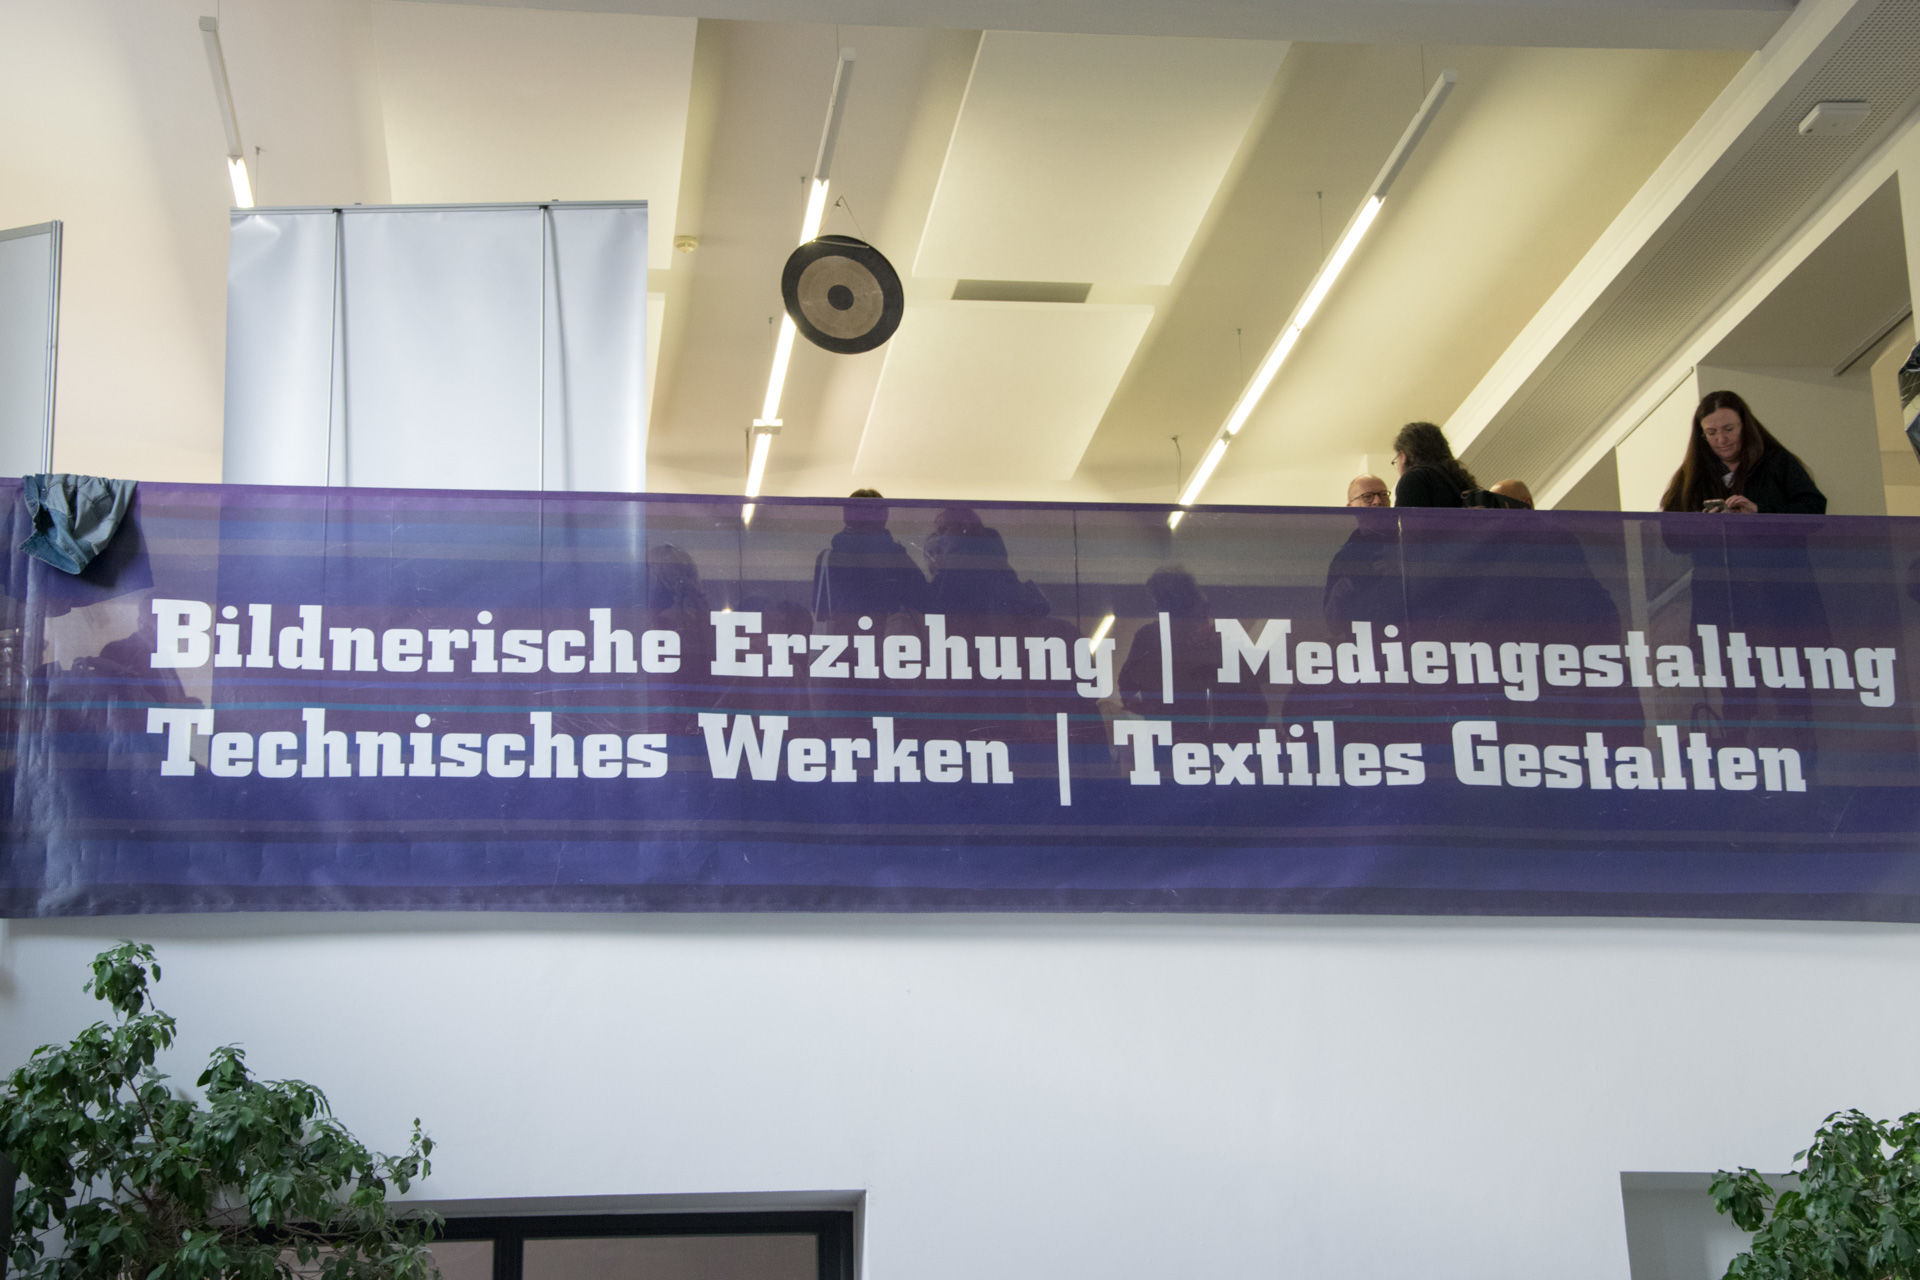 Bildnerische Erziehung | Mediengestaltung
Technisches Werken | Textiles Gestalten